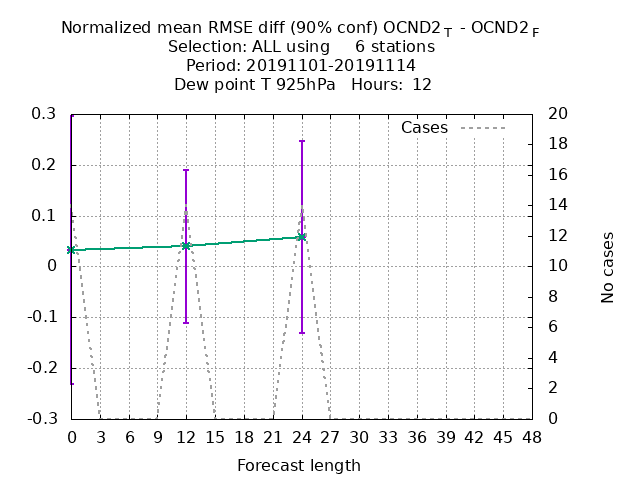 Normalized mean RMSE diff (90% conf) OCND2 T - OCND2 F
Selection: ALL using 6 stations
Period: 20191101-20191114
Dew point T 925hPa Hours: 12
Cases
0.3
0.2
0.1
0
-0.1
-0.2
-0.3
20
18
16
14
12
10
8
6
4
2
0
No cases
0 3 6 9 12 15 18 21 24 27 30 33 36 39 42 45 48
Forecast length